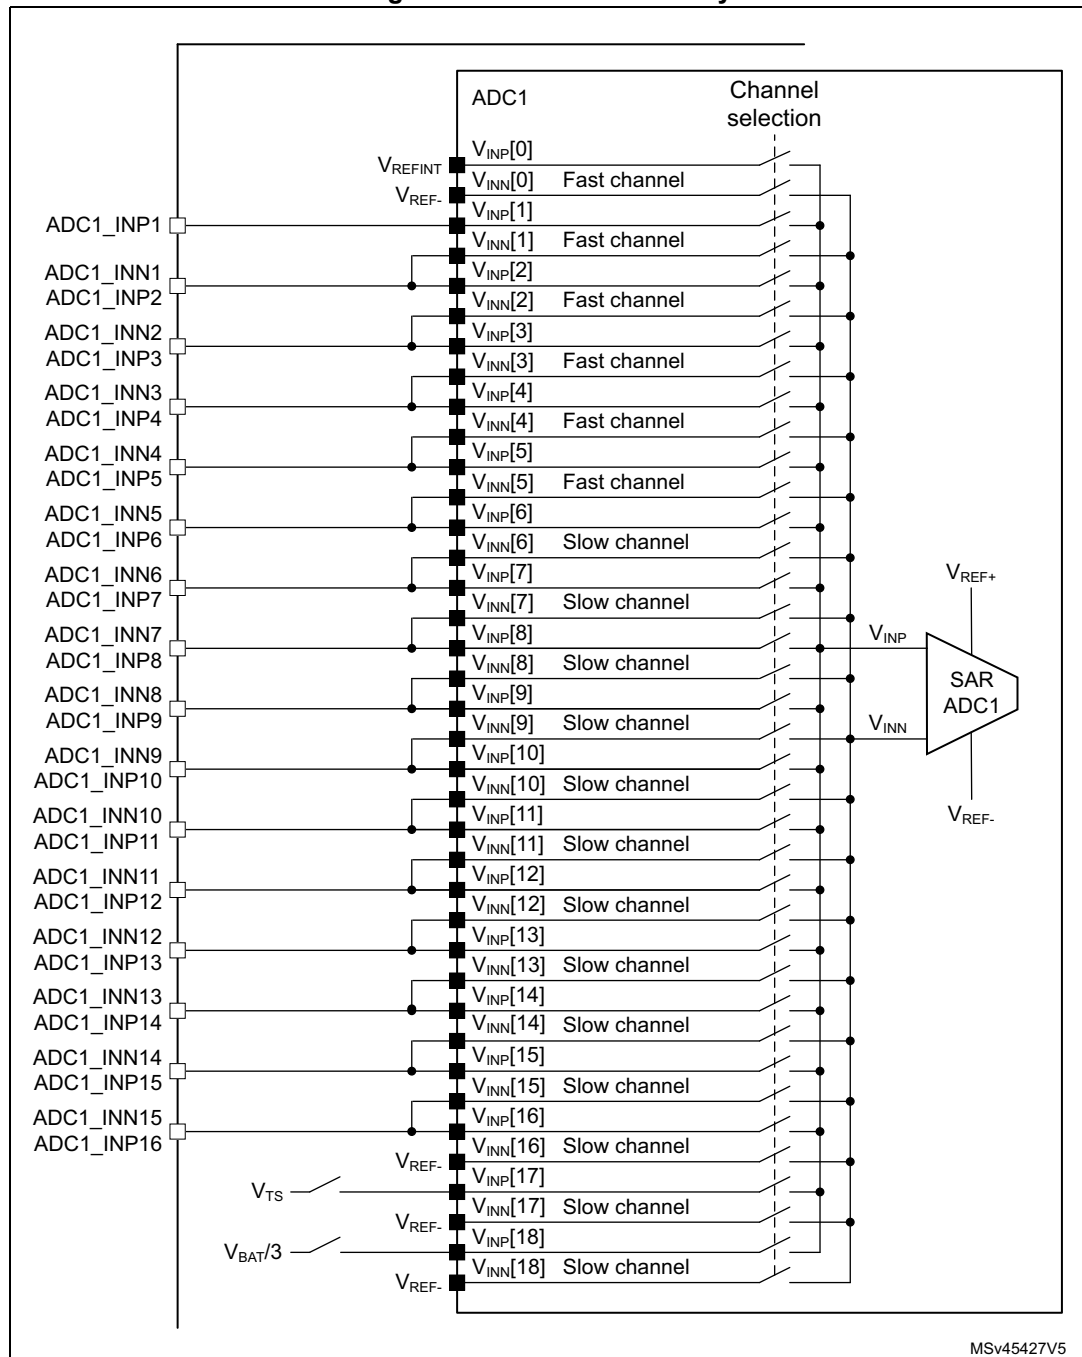 ADC1
Channel
selection
VREFINT
VINP[0]
VREF-
VINN[0] Fast channel
ADC1_INP1
VINP[1]
VINN[1] Fast channel
ADC1_INN1
ADC1_INP2
VINP[2]
VINN[2] Fast channel
ADC1_INN2
ADC1_INP3
VINP[3]
VINN[3] Fast channel
ADC1_INN3
ADC1_INP4
VINP[4]
VINN[4] Fast channel
ADC1_INN4
ADC1_INP5
VINP[5]
VINN[5] Fast channel
ADC1_INN5
ADC1_INP6
VINP[6]
VINN[6] Slow channel
ADC1_INN6
ADC1_INP7
VINP[7]
VINN[7] Slow channel
ADC1_INN7
ADC1_INP8
VINP[8]
VINN[8] Slow channel
ADC1_INN8
ADC1_INP9
VINP[9]
VINN[9] Slow channel
ADC1_INN9
ADC1_INP10
VINP[10]
VINN[10] Slow channel
ADC1_INN10
ADC1_INP11
VINP[11]
VINN[11] Slow channel
ADC1_INN11
ADC1_INP12
VINP[12]
VINN[12] Slow channel
ADC1_INN12
ADC1_INP13
VINP[13]
VINN[13] Slow channel
ADC1_INN13
ADC1_INP14
VINP[14]
VINN[14] Slow channel
ADC1_INN14
ADC1_INP15
VINP[15]
VINN[15] Slow channel
ADC1_INN15
ADC1_INP16
VINP[16]
VREF-
VINN[16] Slow channel
VTS
VINP[17]
VREF-
VINN[17] Slow channel
VBAT/3
VINP[18]
VREF-
VINN[18] Slow channel
VREF+
VINP
SAR
ADC1
VINN
VREF-
MSv45427V5